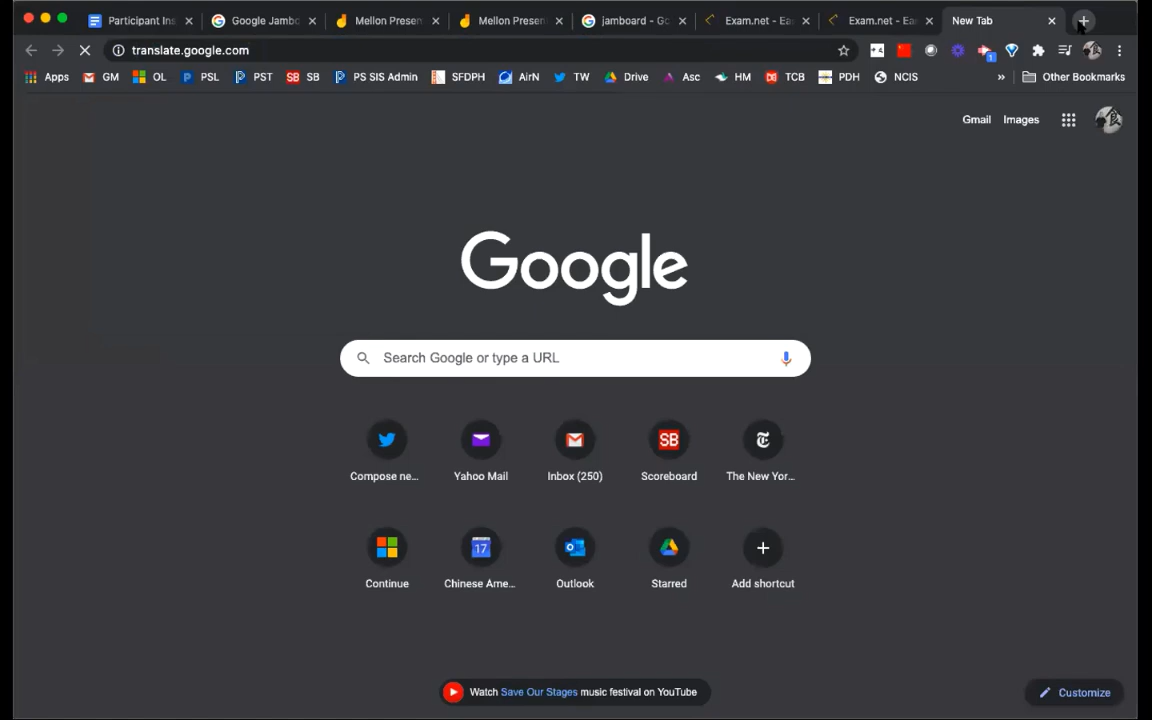 Participant Ins
Google Jambo
Mellon Presen
Mellon Presen
jamboard - Go
Exam.net - Eas
Exam.net - Eas
New Tab
translate.google.com
Apps GM OL PSL PST SB SB PS SIS Admin SFDPH AirN TW Drive Asc HM TCB PDH NCIS » Other Bookmarks
Gmail Images
Google
Search Google or type a URL
Compose ne... Yahoo Mail Inbox (250) Scoreboard The New Yor...
Continue Chinese Ame... Outlook Starred Add shortcut
Watch Save Our Stages music festival on YouTube
Customize